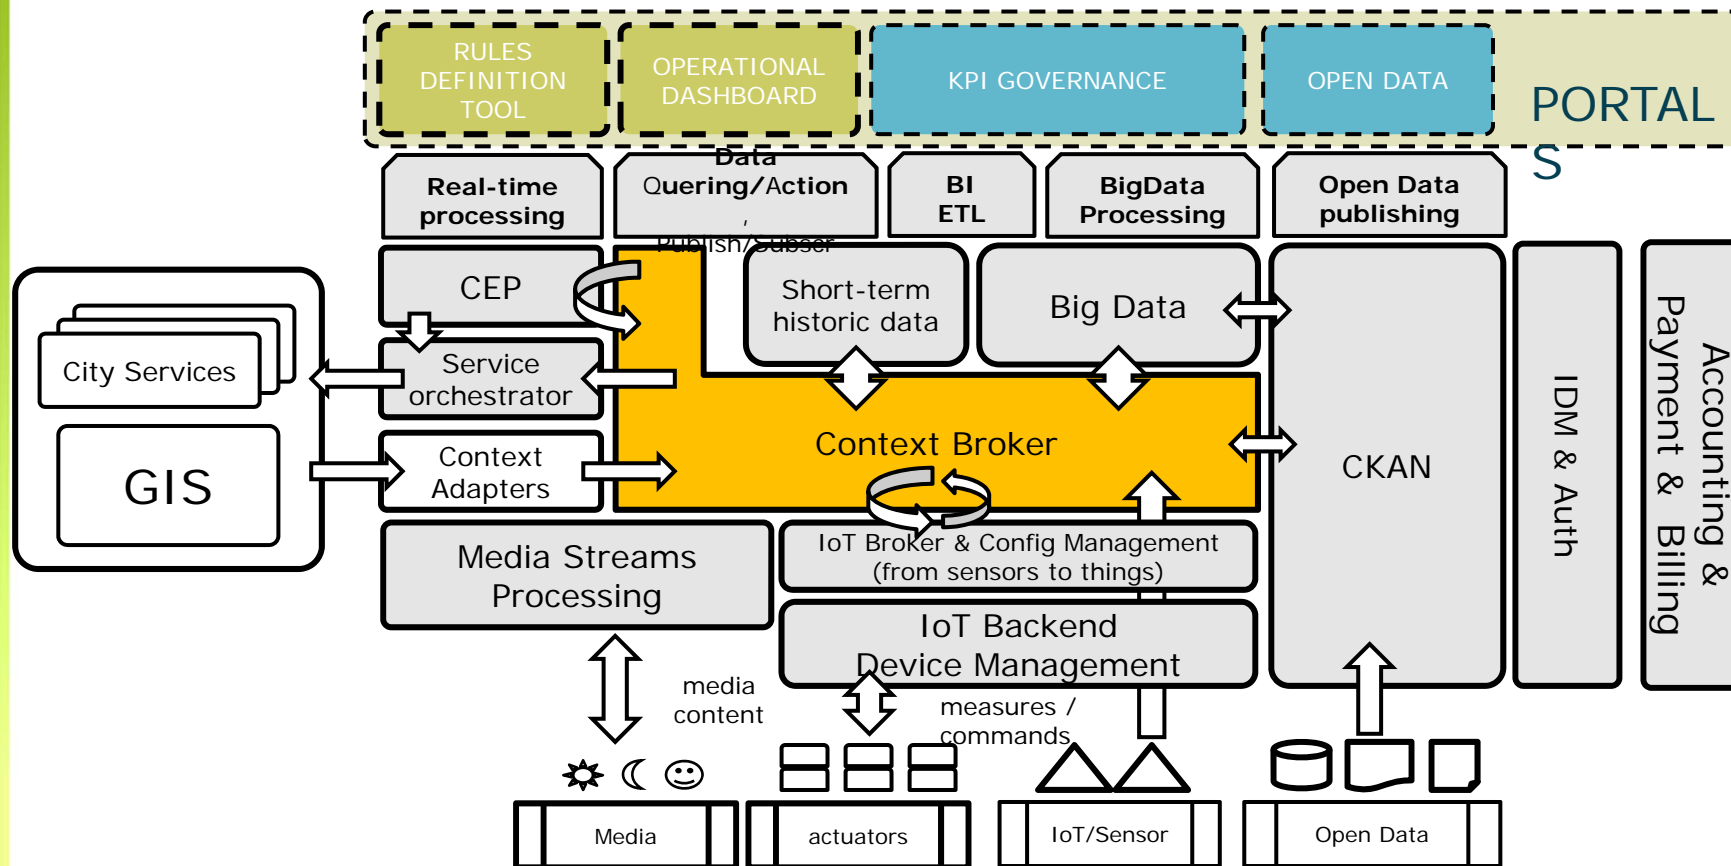 RULES
DEFINITION
TOOL
OPERATIONAL
DASHBOARD
KPI GOVERNANCE
OPEN DATA
PORTAL
S
Real-time
processing
Data
Quering/Action
,
Publish/Subscr
BI
ETL
BigData
Processing
Open Data
publishing
CEP
Short-term
historic data
Big Data
City Services
Service
orchestrator
GIS
Context
Adapters
Context Broker
CKAN
IDM & Auth
Accounting &
Payment & Billing
Media Streams
Processing
IoT Broker & Config Management
(from sensors to things)
IoT Backend
Device Management
media
content
measures /
commands
Media
actuators
IoT/Sensor
Open Data